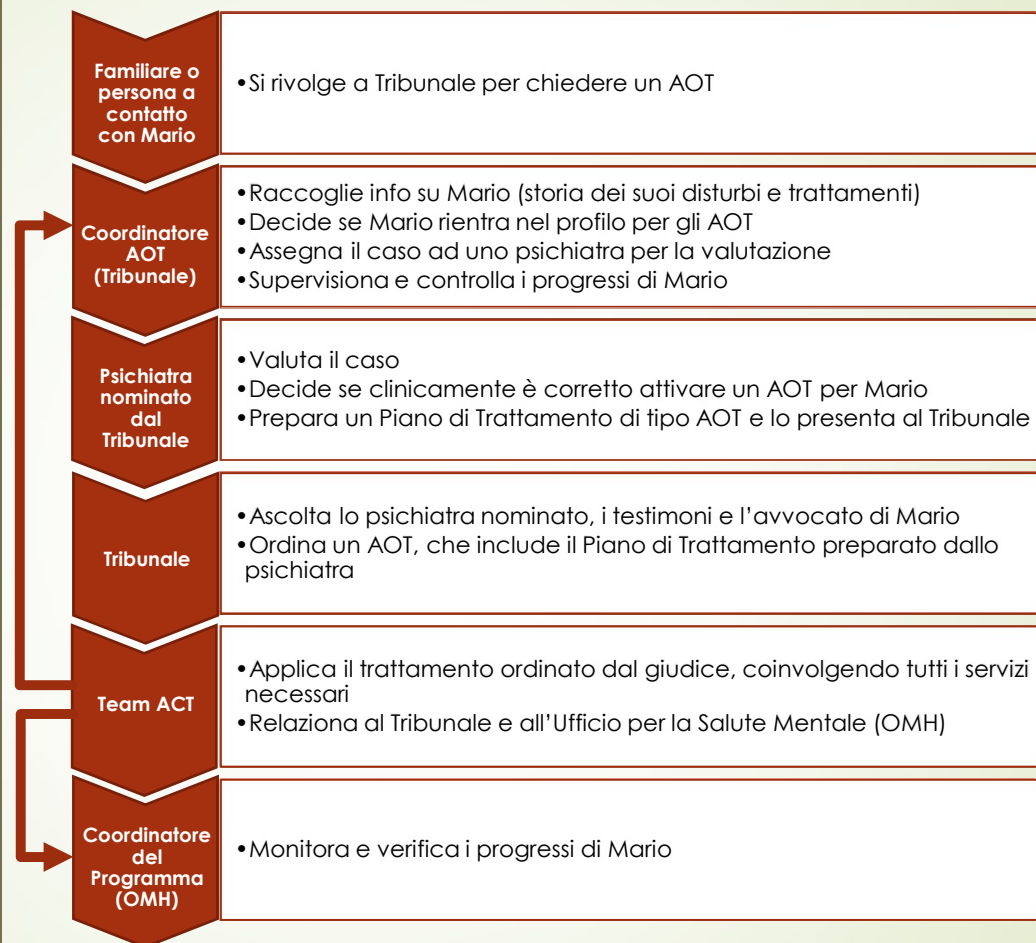 Familiare o
persona a
contatto
con Mario
•Si rivolge a Tribunale per chiedere un AOT
Coordinatore
AOT
(Tribunale)
•Raccoglie info su Mario (storia dei suoi disturbi e trattamenti)
•Decide se Mario rientra nel profilo per gli AOT
•Assegna il caso ad uno psichiatra per la valutazione
•Supervisiona e controlla i progressi di Mario
Psichiatra
nominato
dal
Tribunale
•Valuta il caso
•Decide se clinicamente è corretto attivare un AOT per Mario
•Prepara un Piano di Trattamento di tipo AOT e lo presenta al Tribunale
Tribunale
•Ascolta lo psichiatra nominato, i testimoni e l’avvocato di Mario
•Ordina un AOT, che include il Piano di Trattamento preparato dallo
psichiatra
Team ACT
•Applica il trattamento ordinato dal giudice, coinvolgendo tutti i servizi
necessari
•Relaziona al Tribunale e all’Ufficio per la Salute Mentale (OMH)
Coordinatore
del
Programma
(OMH)
•Monitora e verifica i progressi di Mario